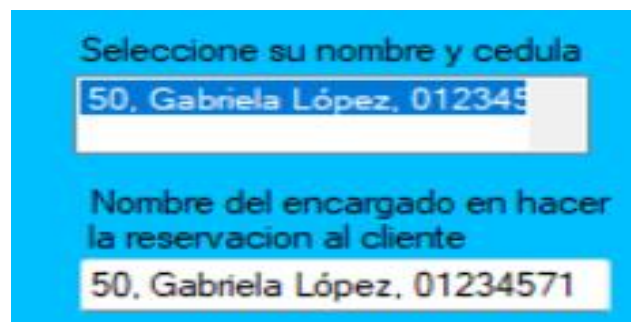 Seleccione su nombre y cedula
50, Gabriela López, 012345
Nombre del encargado en hacer
la reservacion al cliente
50, Gabriela López, 01234571